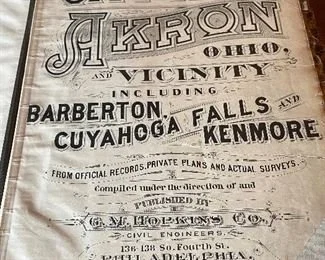 AKRON
OHIO,
AND VICINITY
INCLUDING
BARBERTON,
CUYAHOGA FALLS AND
KENMORE
FROM OFFICIAL RECORDS, PRIVATE PLANS AND ACTUAL SURVEYS.
Compiled under the direction of and
PUBLISHED BY
G.M. HOPKINS CO.,
CIVIL ENGINEERS.
136-138 So. Fourth St.
PHILADELPHIA.